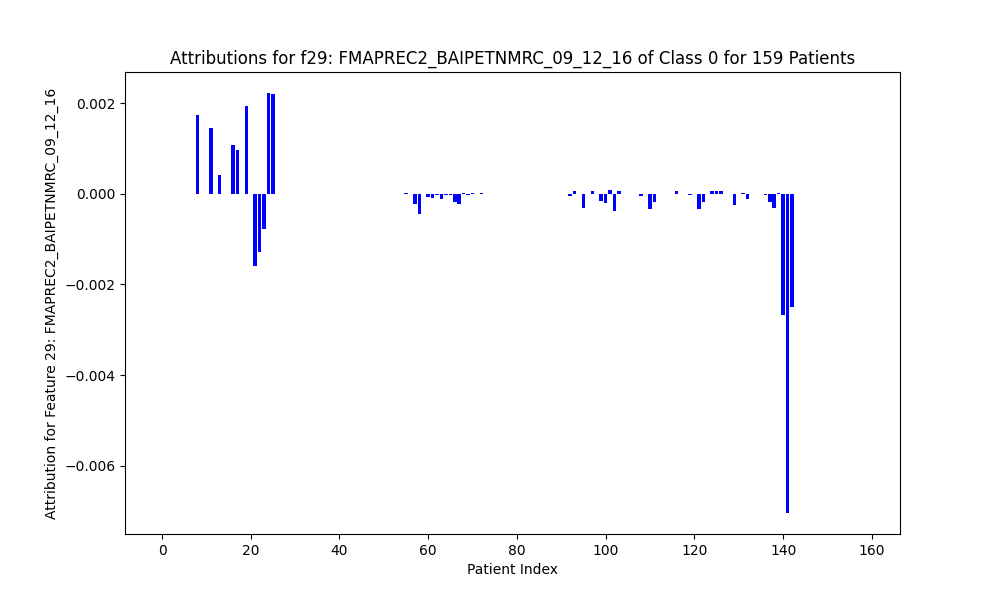 Attributions for f29: FMAPREC2_BAIPETNMRC_09_12_16 of Class 0 for 159 Patients
Attribution for Feature 29: FMAPREC2_BAIPETNMRC_09_12_16
0.002
0.000
−0.002
−0.004
−0.006
0 20 40 60 80 100 120 140 160
Patient Index